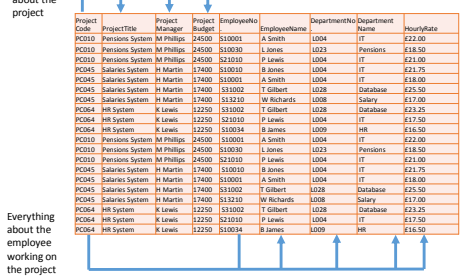 about the
project
Project Code ProjectTitle Project Manager Project Budget EmployeeNo . EmployeeName DepartmentNo . Department Name HourlyRate
PC010 Pensions System M Phillips 24500 S10001 A Smith L004 IT £22.00
PC010 Pensions System M Phillips 24500 S10030 L Jones L023 Pensions £18.50
PC010 Pensions System M Phillips 24500 S21010 P Lewis L004 IT £21.00
PC045 Salaries System H Martin 17400 S10010 B Jones L004 IT £21.75
PC045 Salaries System H Martin 17400 S10001 A Smith L004 IT £18.00
PC045 Salaries System H Martin 17400 S31002 T Gilbert L028 Database £25.50
PC045 Salaries System H Martin 17400 S13210 W Richards L008 Salary £17.00
PC064 HR System K Lewis 12250 S31002 T Gilbert L028 Database £23.25
PC064 HR System K Lewis 12250 S21010 P Lewis L004 IT £17.50
PC064 HR System K Lewis 12250 S10034 B James L009 HR £16.50
PC010 Pensions System M Phillips 24500 S10001 A Smith L004 IT £22.00
PC010 Pensions System M Phillips 24500 S10030 L Jones L023 Pensions £18.50
PC010 Pensions System M Phillips 24500 S21010 P Lewis L004 IT £21.00
PC045 Salaries System H Martin 17400 S10010 B Jones L004 IT £21.75
PC045 Salaries System H Martin 17400 S10001 A Smith L004 IT £18.00
PC045 Salaries System H Martin 17400 S31002 T Gilbert L028 Database £25.50
PC045 Salaries System H Martin 17400 S13210 W Richards L008 Salary £17.00
PC064 HR System K Lewis 12250 S31002 T Gilbert L028 Database £23.25
PC064 HR System K Lewis 12250 S21010 P Lewis L004 IT £17.50
PC064 HR System K Lewis 12250 S10034 B James L009 HR £16.50
Everything
about the
employee
working on
the project